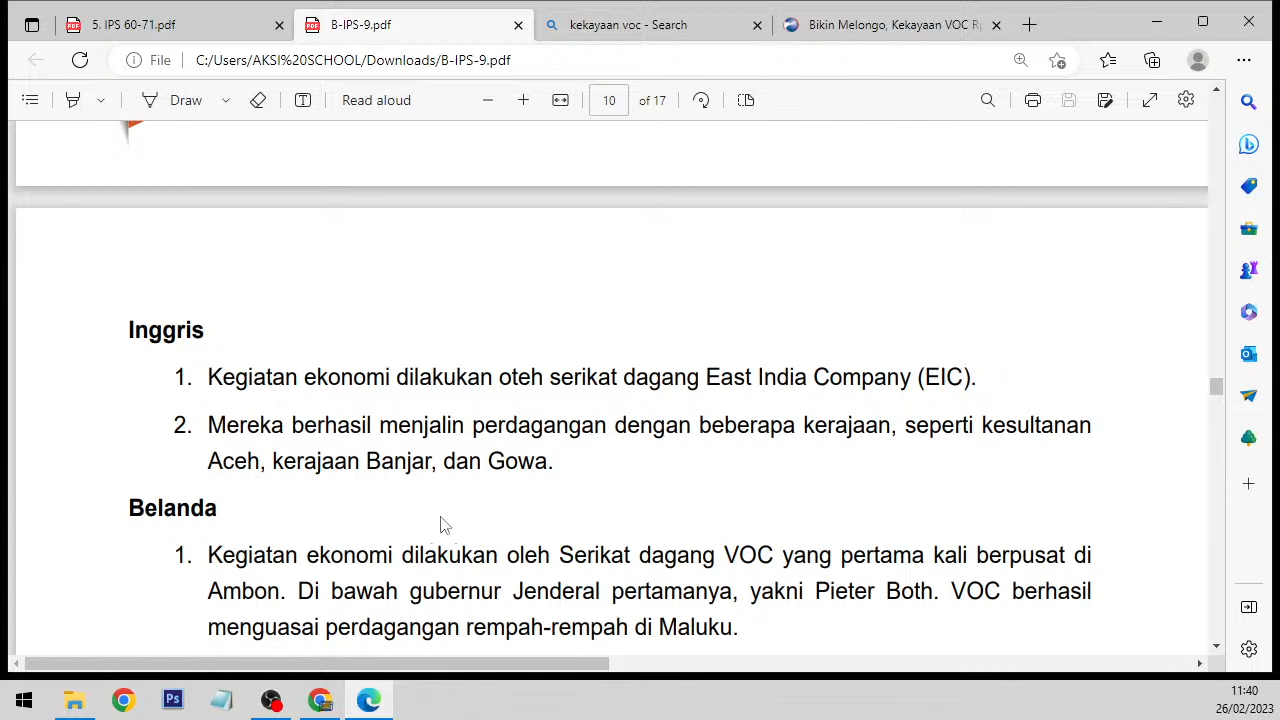 5. IPS 60-71.pdf
B-IPS-9.pdf
kekayaan voc - Search
Bikin Melongo, Kekayaan VOC Rp
File
C:/Users/AKSI%20SCHOOL/Downloads/B-IPS-9.pdf
Draw
Read aloud
10 of 17
Inggris
1. Kegiatan ekonomi dilakukan oteh serikat dagang East India Company (EIC).
2. Mereka berhasil menjalin perdagangan dengan beberapa kerajaan, seperti kesultanan
Aceh, kerajaan Banjar, dan Gowa.
Belanda
1. Kegiatan ekonomi dilakukan oleh Serikat dagang VOC yang pertama kali berpusat di
Ambon. Di bawah gubernur Jenderal pertamanya, yakni Pieter Both. VOC berhasil
menguasai perdagangan rempah-rempah di Maluku.
11:40
26/02/2023